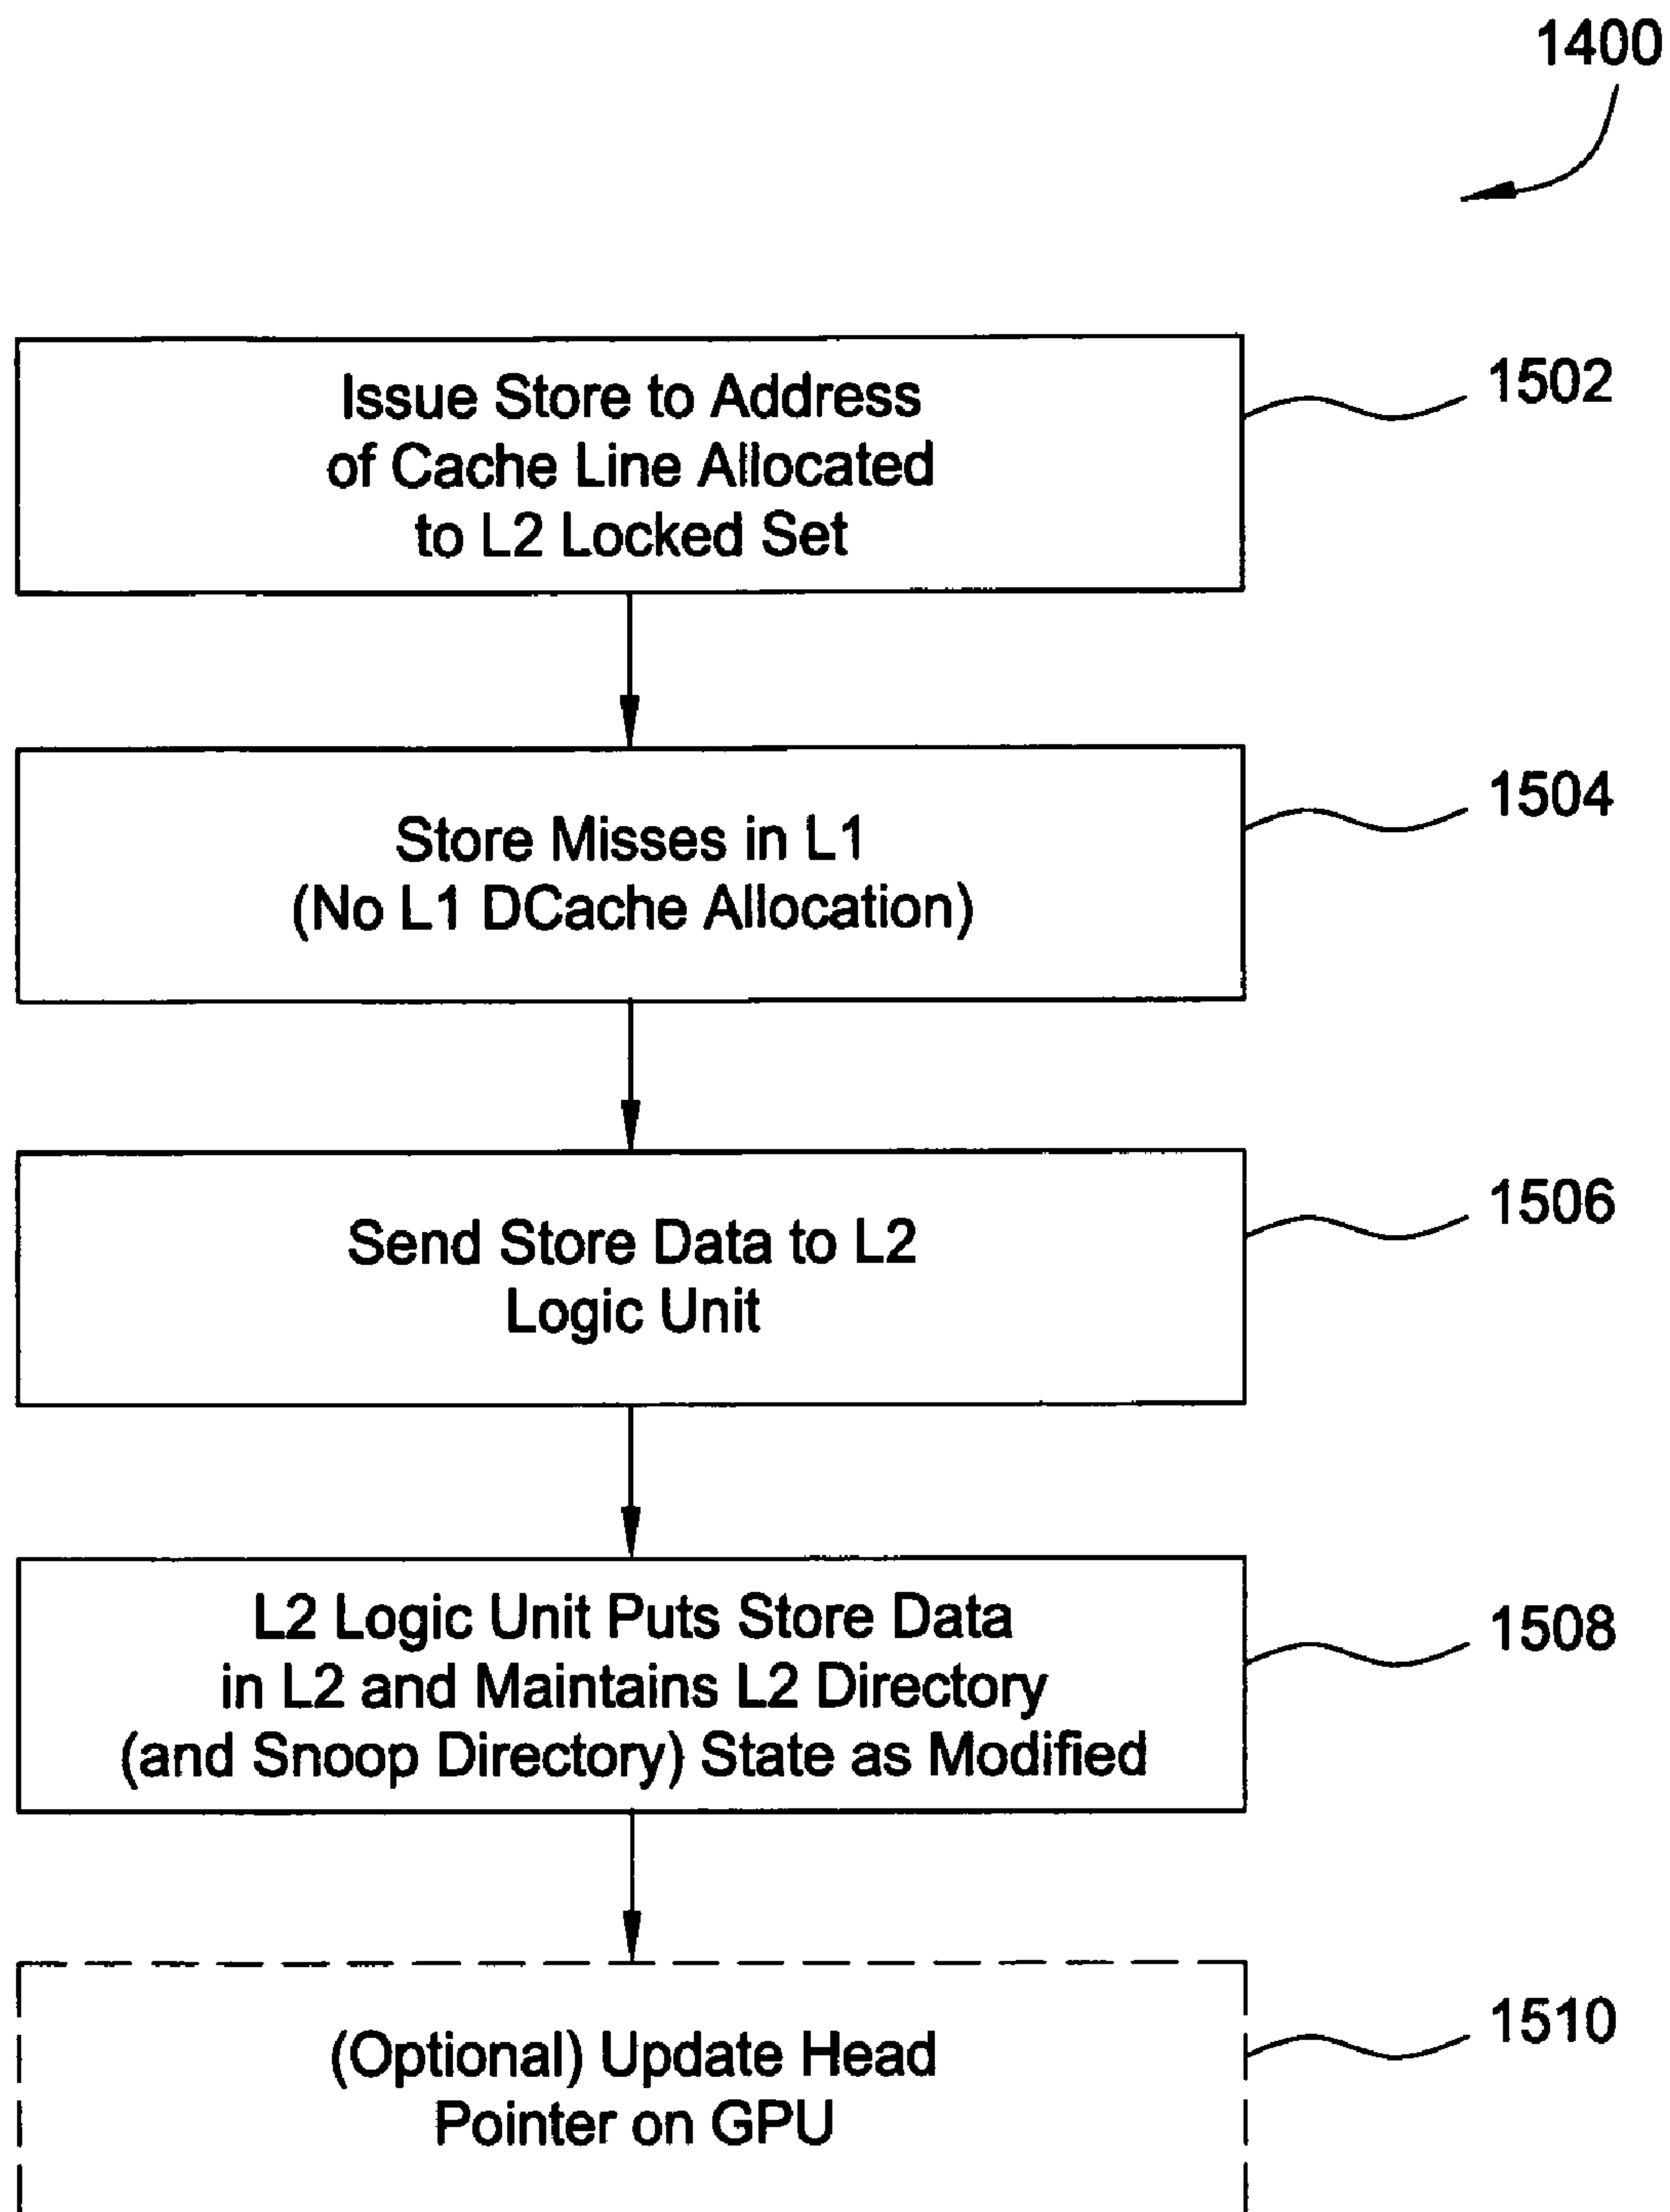 1400
Issue Store to Address
of Cache Line Allocated
to L2 Locked Set
1502
Store Misses in L1
(No L1 DCache Allocation)
1504
Send Store Data to L2
Logic Unit
1506
L2 Logic Unit Puts Store Data
in L2 and Maintains L2 Directory
(and Snoop Directory) State as Modified
1508
(Optional) Update Head
Pointer on GPU
1510